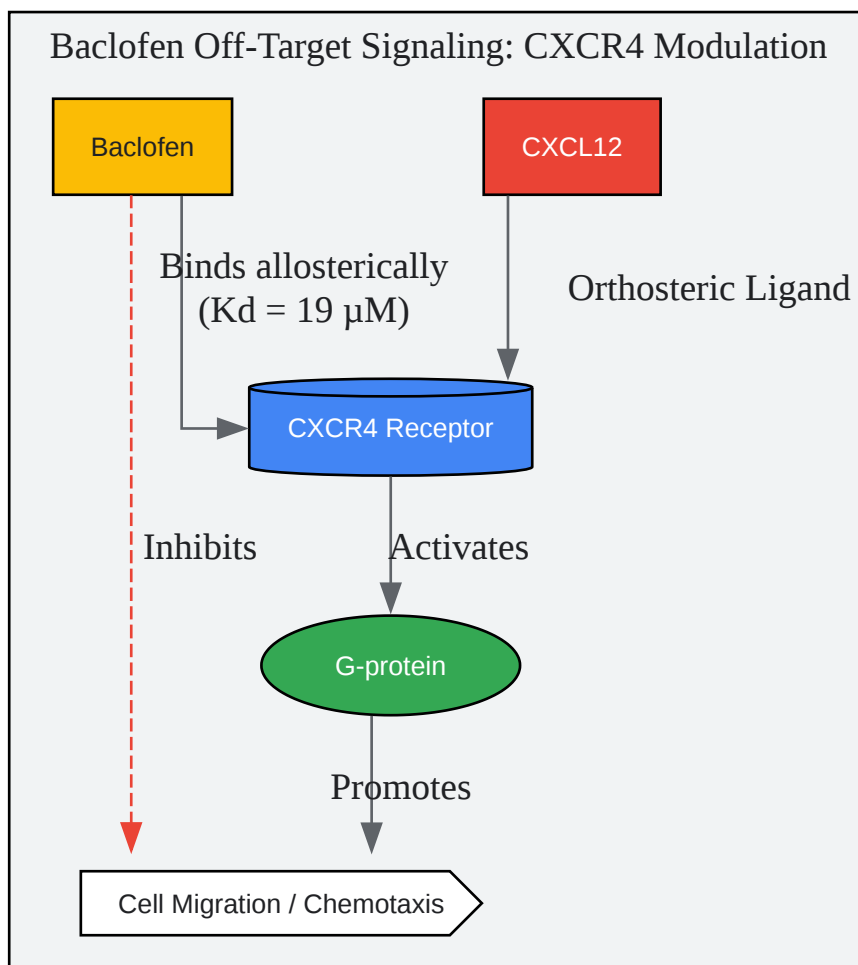 Baclofen Off-Target Signaling: CXCR4 Modulation
Baclofen
CXCL12
Binds allosterically
(Kd = 19 µM)
Orthosteric Ligand
CXCR4 Receptor
Inhibits
Activates
G-protein
Promotes
Cell Migration / Chemotaxis